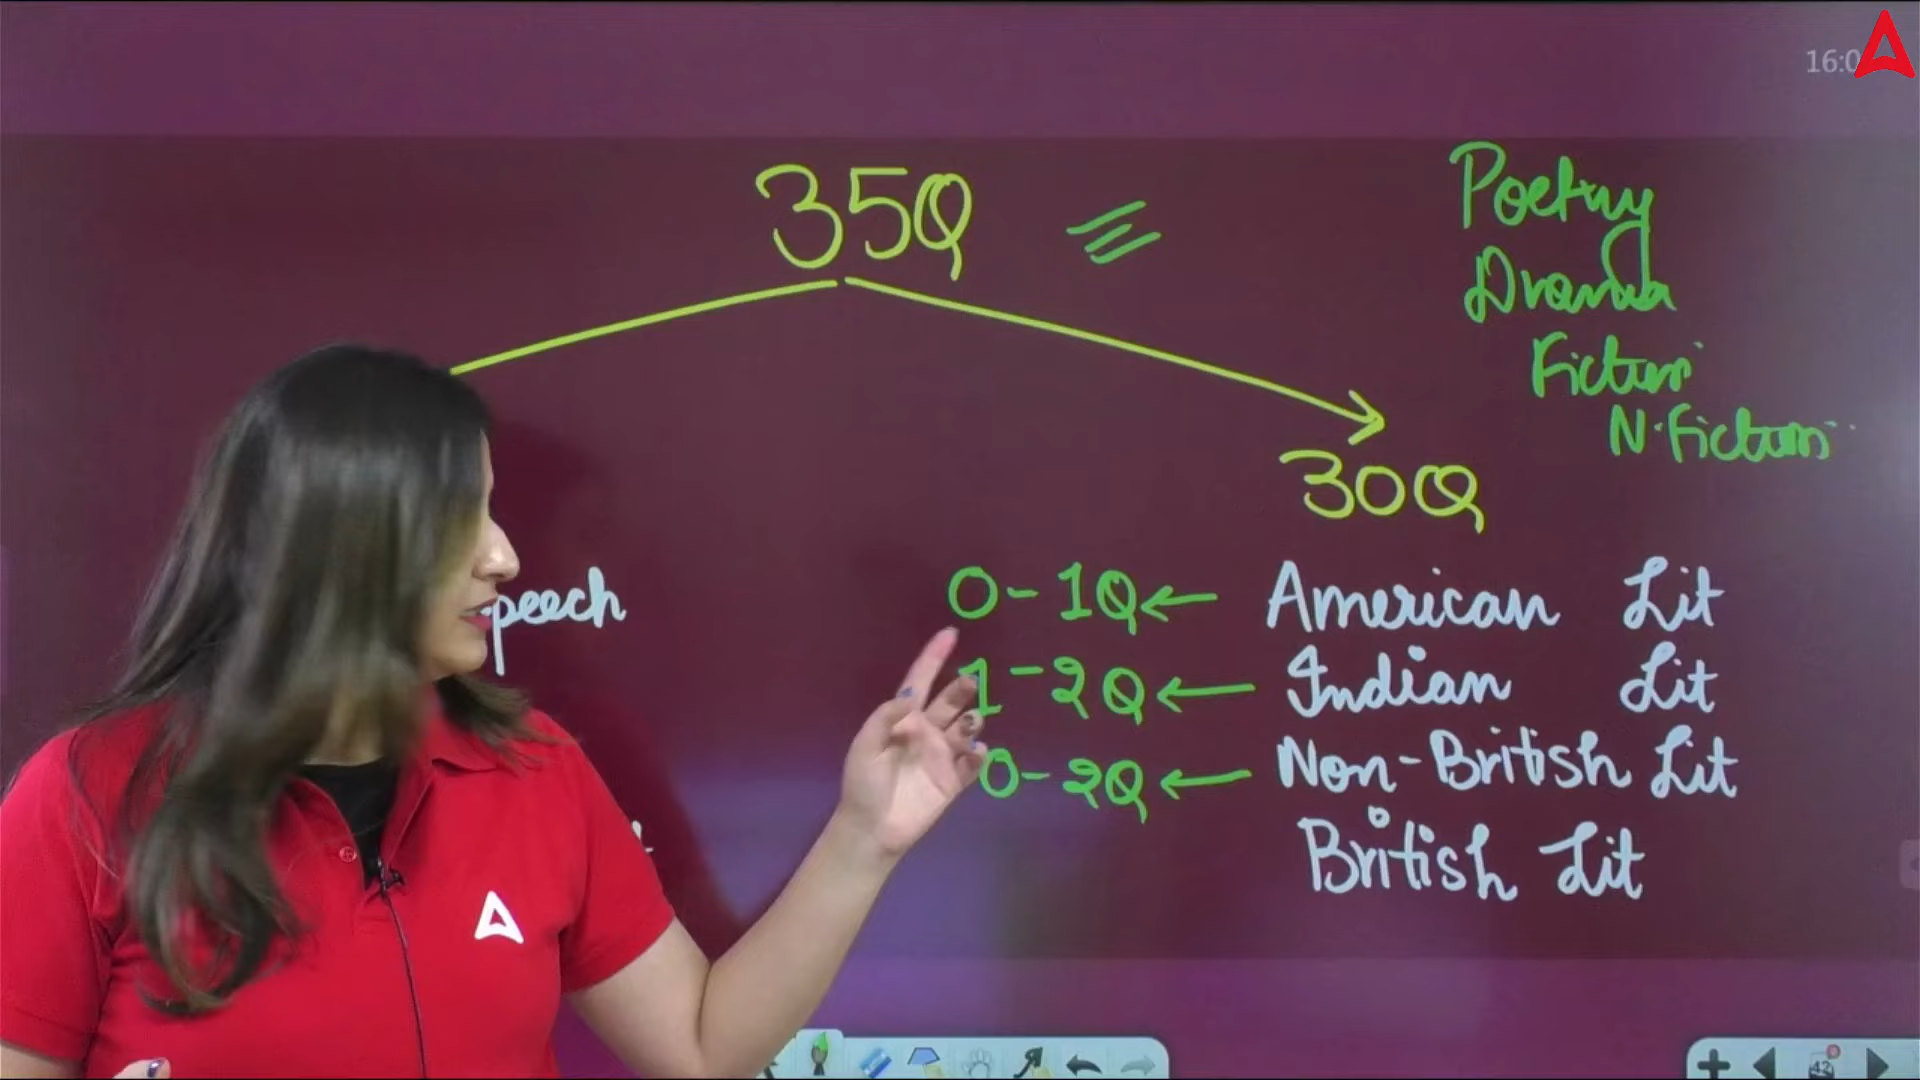 16:0
35Q
Poetry
Drama
Fiction
N.Fiction
30Q
peech
0-1Q ← American Lit
1-2Q ← Indian Lit
0-2Q ← Non-British Lit
British Lit
42